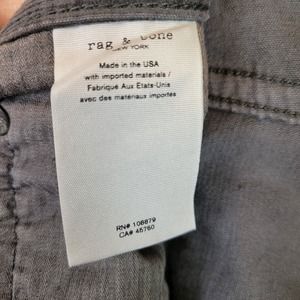 rag & bone
NEW YORK
Made in the USA
with imported materials /
Fabriqué Aux États-Unis
avec des matériaux importés
RN# 108879
CA# 45760